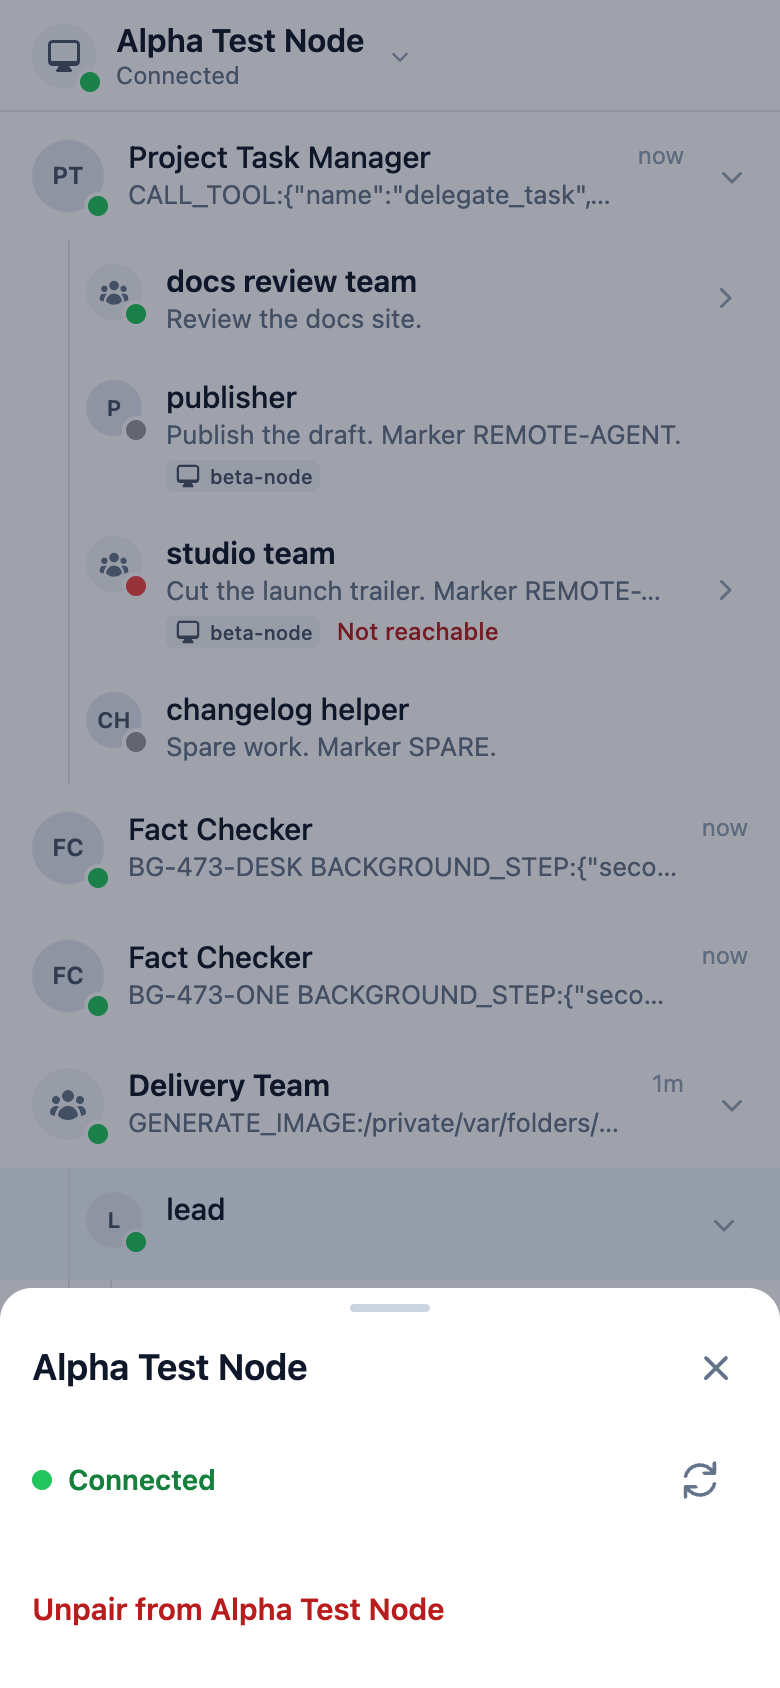 Alpha Test Node
Connected
PT
Project Task Manager
now
CALL_TOOL:{"name":"delegate_task",...
docs review team
Review the docs site.
P
publisher
Publish the draft. Marker REMOTE-AGENT.
beta-node
studio team
Cut the launch trailer. Marker REMOTE-...
beta-node
Not reachable
CH
changelog helper
Spare work. Marker SPARE.
FC
Fact Checker
now
BG-473-DESK BACKGROUND_STEP:{"seco...
FC
Fact Checker
now
BG-473-ONE BACKGROUND_STEP:{"seco...
Delivery Team
1m
GENERATE_IMAGE:/private/var/folders/...
L
lead
Alpha Test Node
Connected
Unpair from Alpha Test Node